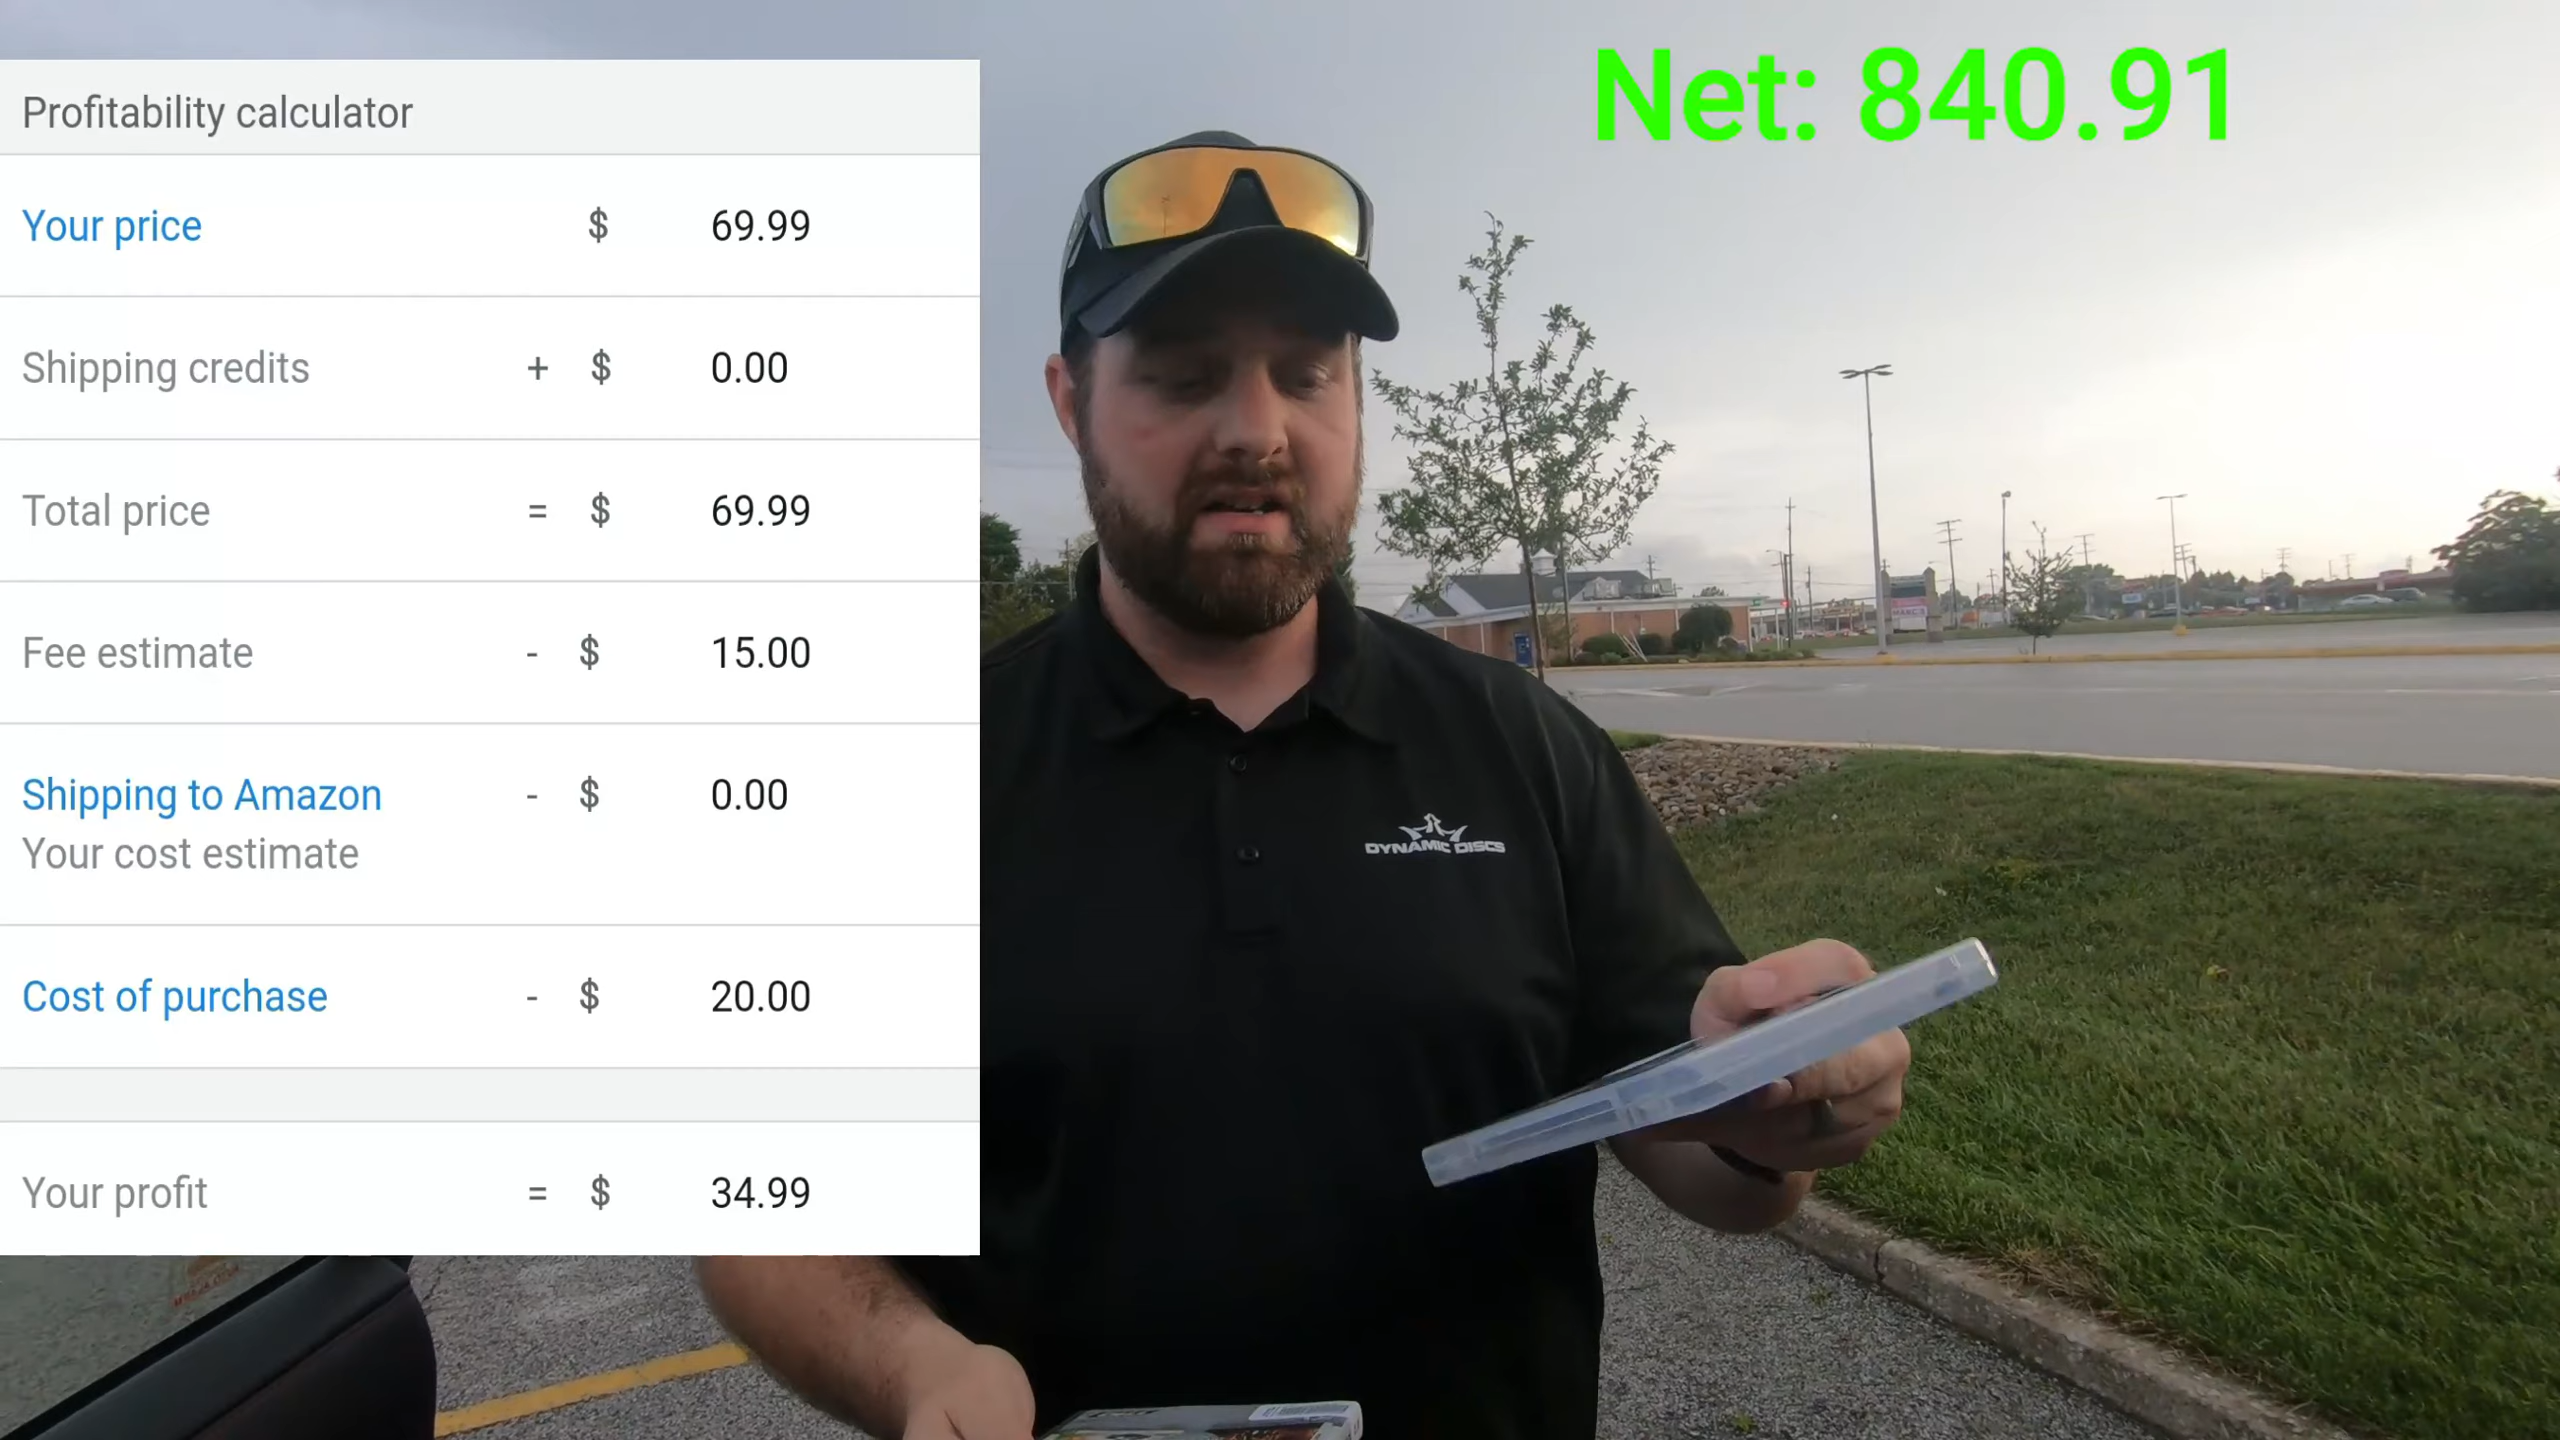 Net: 840.91
Profitability calculator
Your price $ 69.99
Shipping credits + $ 0.00
Total price = $ 69.99
Fee estimate - $ 15.00
Shipping to Amazon - $ 0.00
Your cost estimate
Cost of purchase - $ 20.00
Your profit = $ 34.99
DYNAMIC DISCS